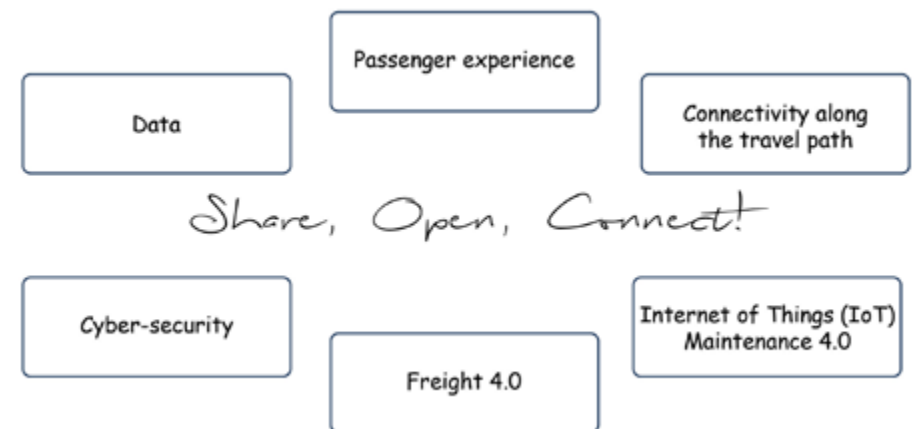 Passenger experience
Data
Connectivity along
the travel path
Share, Open, Connect!
Cyber-security
Internet of Things (IoT)
Maintenance 4.0
Freight 4.0